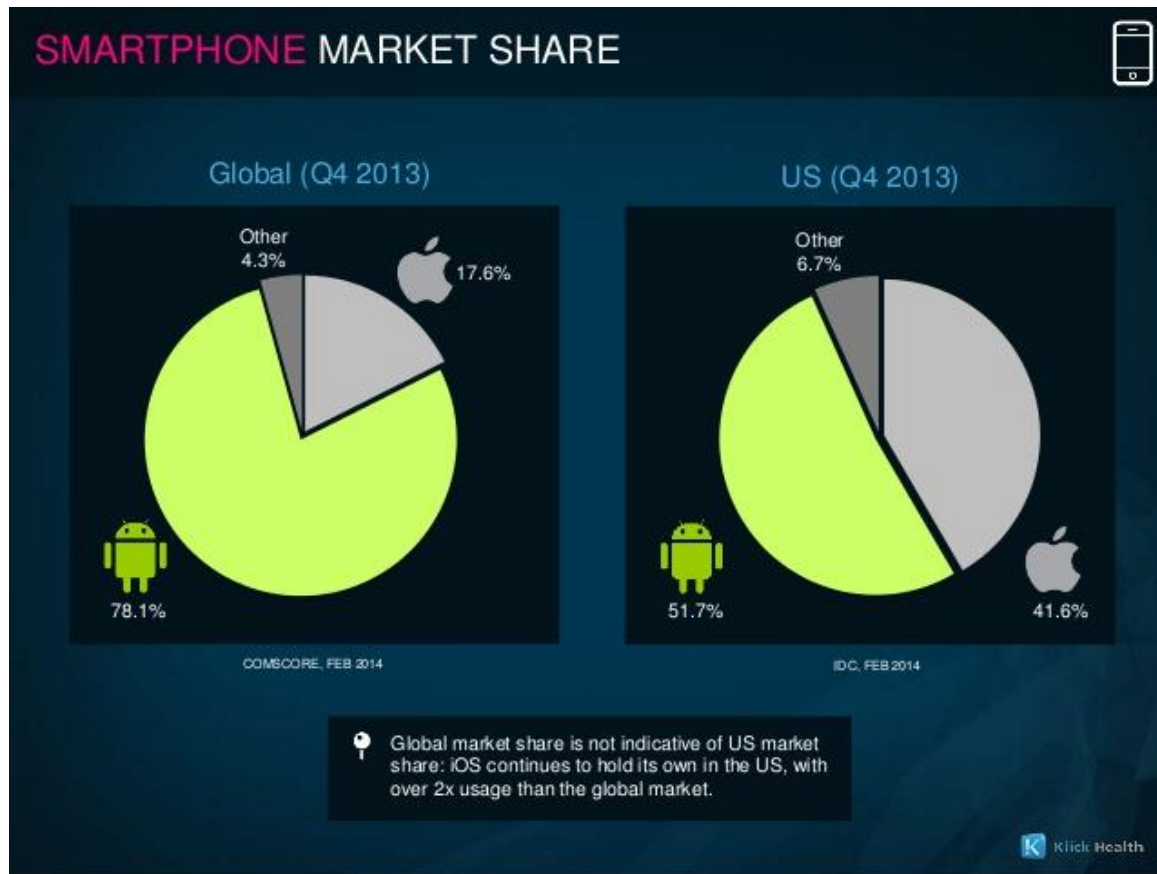 SMARTPHONE MARKET SHARE
Global (Q4 2013)
Other
4.3%
17.6%
78.1%
COMSCORE, FEB 2014
US (Q4 2013)
Other
6.7%
51.7%
41.6%
IDC, FEB 2014
Global market share is not indicative of US market
share: iOS continues to hold its own in the US, with
over 2x usage than the global market.
K Klick Health